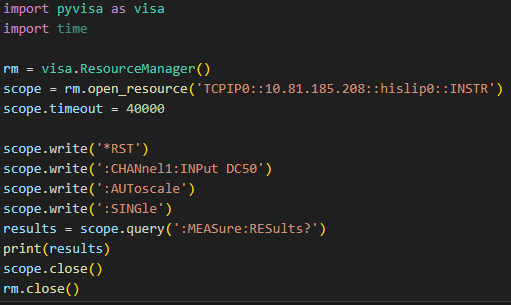 import pyvisa as visa
import time
rm = visa.ResourceManager()
scope = rm.open_resource('TCPIP0::10.81.185.208::hislip0::INSTR')
scope.timeout = 40000
scope.write('*RST')
scope.write(':CHANnel1:INPut DC50')
scope.write(':AUToscale')
scope.write(':SINGle')
results = scope.query(':MEASure:RESults?')
print(results)
scope.close()
rm.close()